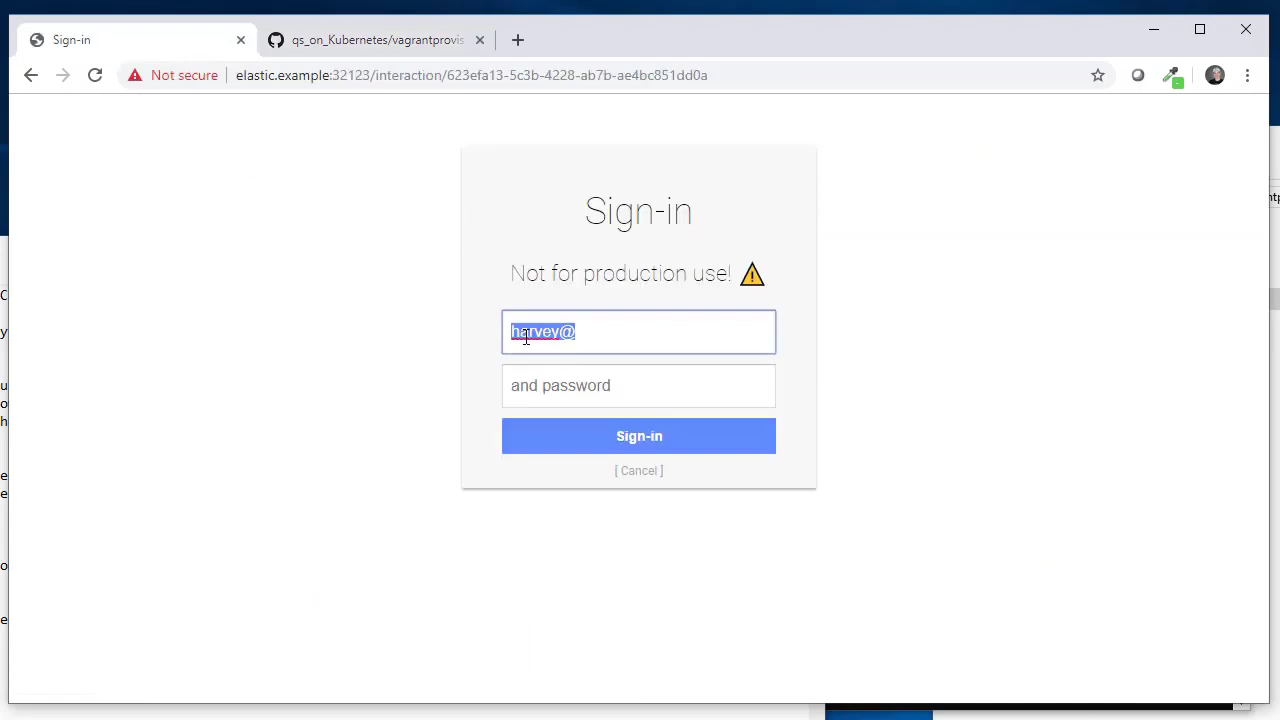 Sign-in
qs_on_Kubernetes/vagrantprovis
Not secure
elastic.example:32123/interaction/623efa13-5c3b-4228-ab7b-ae4bc851dd0a
Sign-in
Not for production use!
harvey@
and password
Sign-in
[ Cancel ]